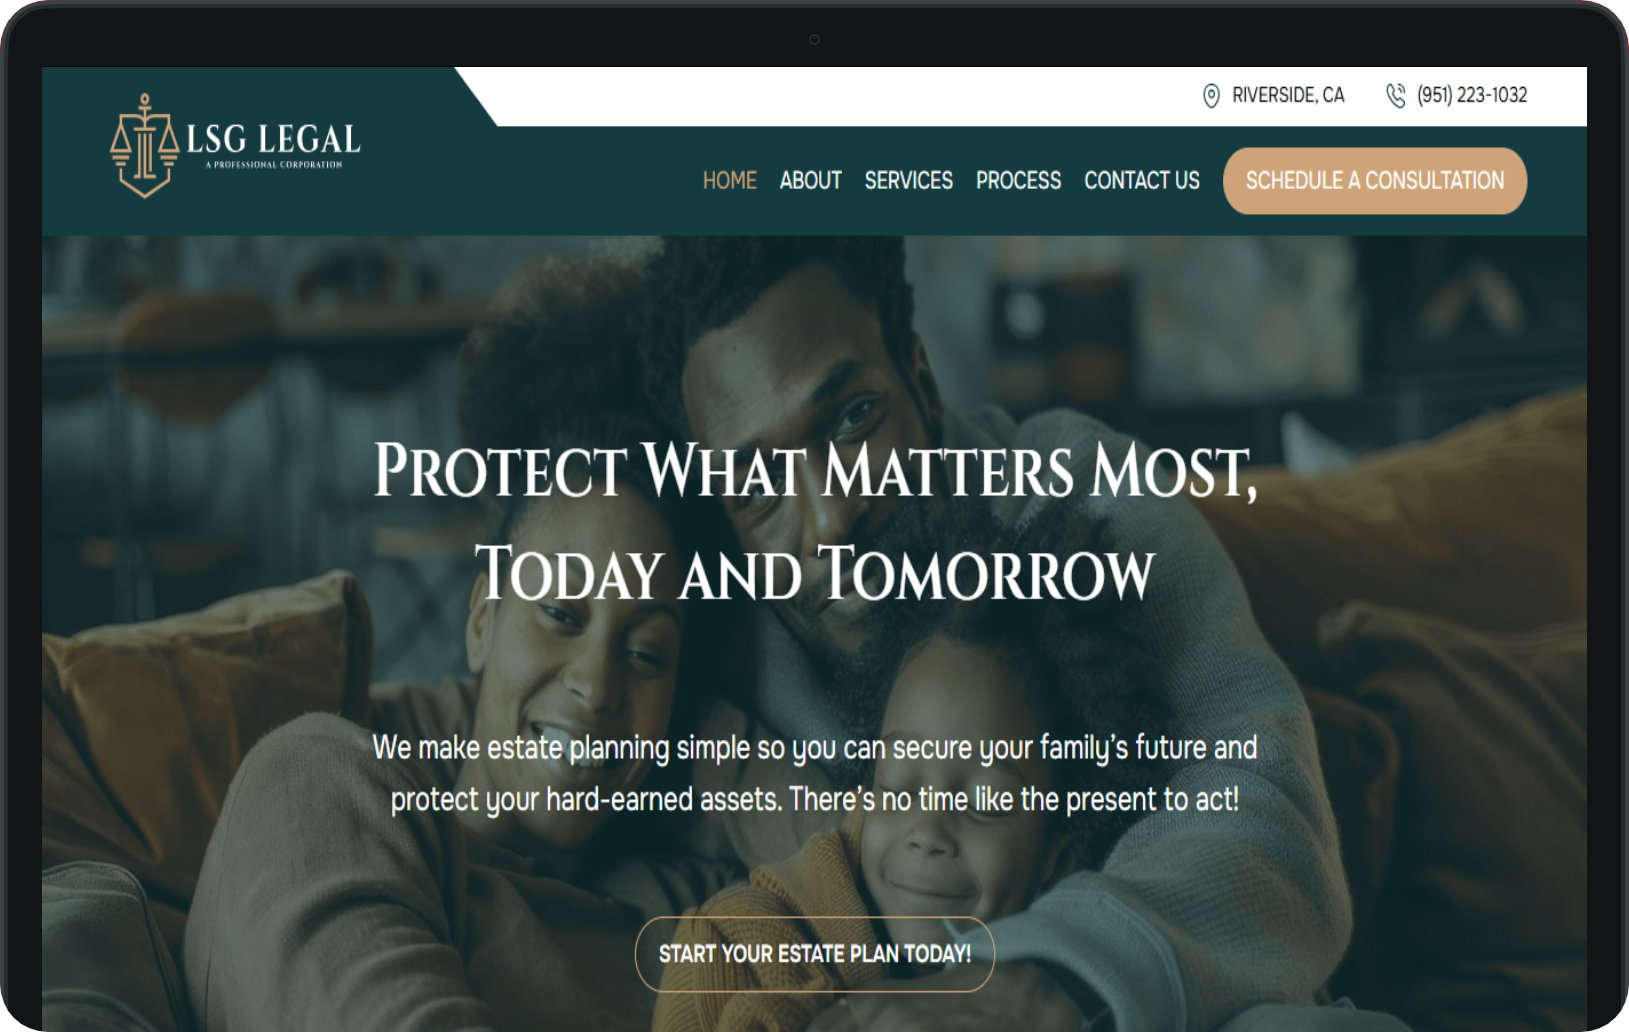 RIVERSIDE, CA
(951) 223-1032
LSG LEGAL
A PROFESSIONAL CORPORATION
HOME
ABOUT
SERVICES
PROCESS
CONTACT US
SCHEDULE A CONSULTATION
PROTECT WHAT MATTERS MOST,
TODAY AND TOMORROW
We make estate planning simple so you can secure your family’s future and
protect your hard-earned assets. There’s no time like the present to act!
START YOUR ESTATE PLAN TODAY!